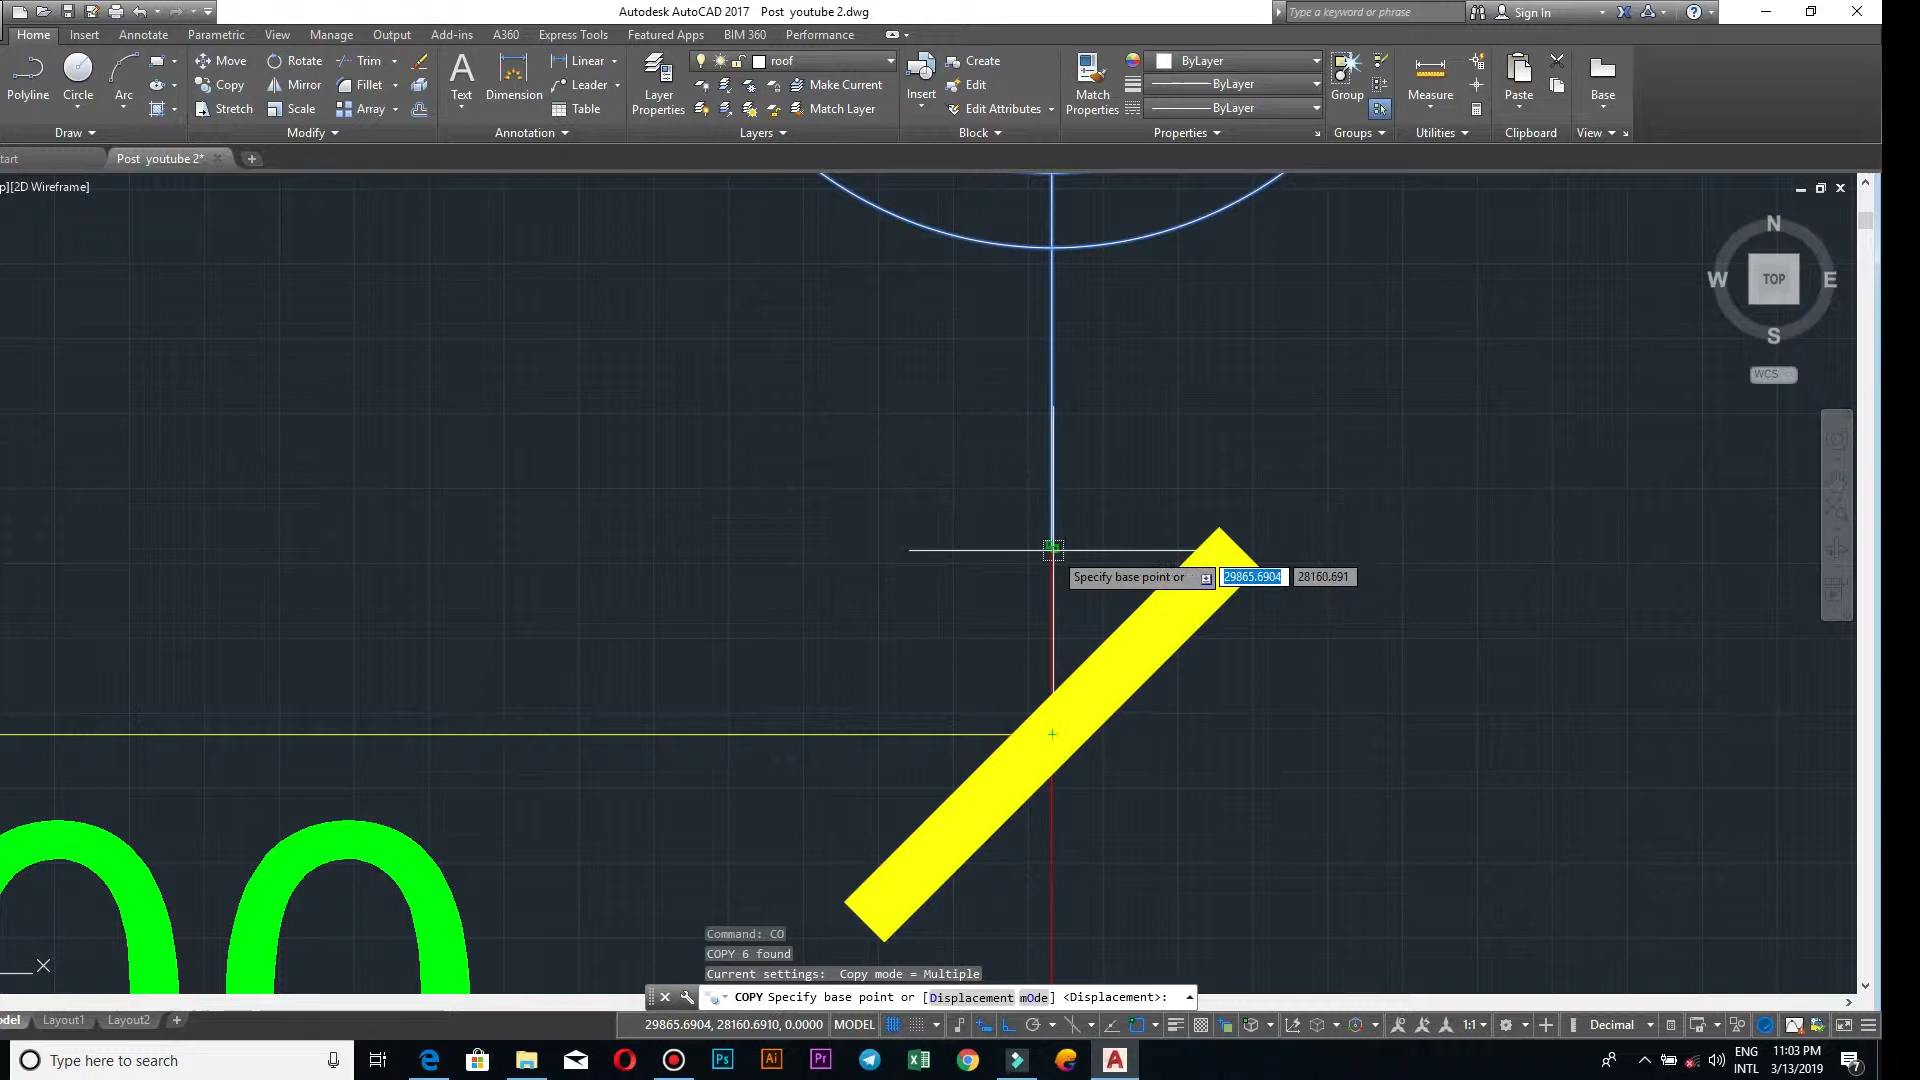 Autodesk AutoCAD 2017 Post youtube 2.dwg
Type a keyword or phrase
Sign In
Home Insert Annotate Parametric View Manage Output Add-ins A360 Express Tools Featured Apps BIM 360 Performance
Move Rotate Trim
Linear
roof
Create
ByLayer
Copy Mirror Fillet
Leader
Make Current
Edit
ByLayer
Polyline Circle Arc
Text Dimension
Layer Properties
Insert
Match Properties
Group
Measure
Paste
Base
Stretch Scale Array
Table
Match Layer
Edit Attributes
ByLayer
Draw Modify Annotation Layers Block Properties Groups Utilities Clipboard View
tart
Post youtube 2*
p][2D Wireframe]
N
W TOP E
S
WCS
Specify base point or 29865.6904 28160.691
00
Command: CO
COPY 6 found
Current settings: Copy mode = Multiple
COPY Specify base point or [Displacement mOde] <Displacement>:
odel Layout1 Layout2
29865.6904, 28160.6910, 0.0000 MODEL
1:1
Decimal
Type here to search
Ps Ai Pr
ENG
INTL
11:03 PM
3/13/2019
7